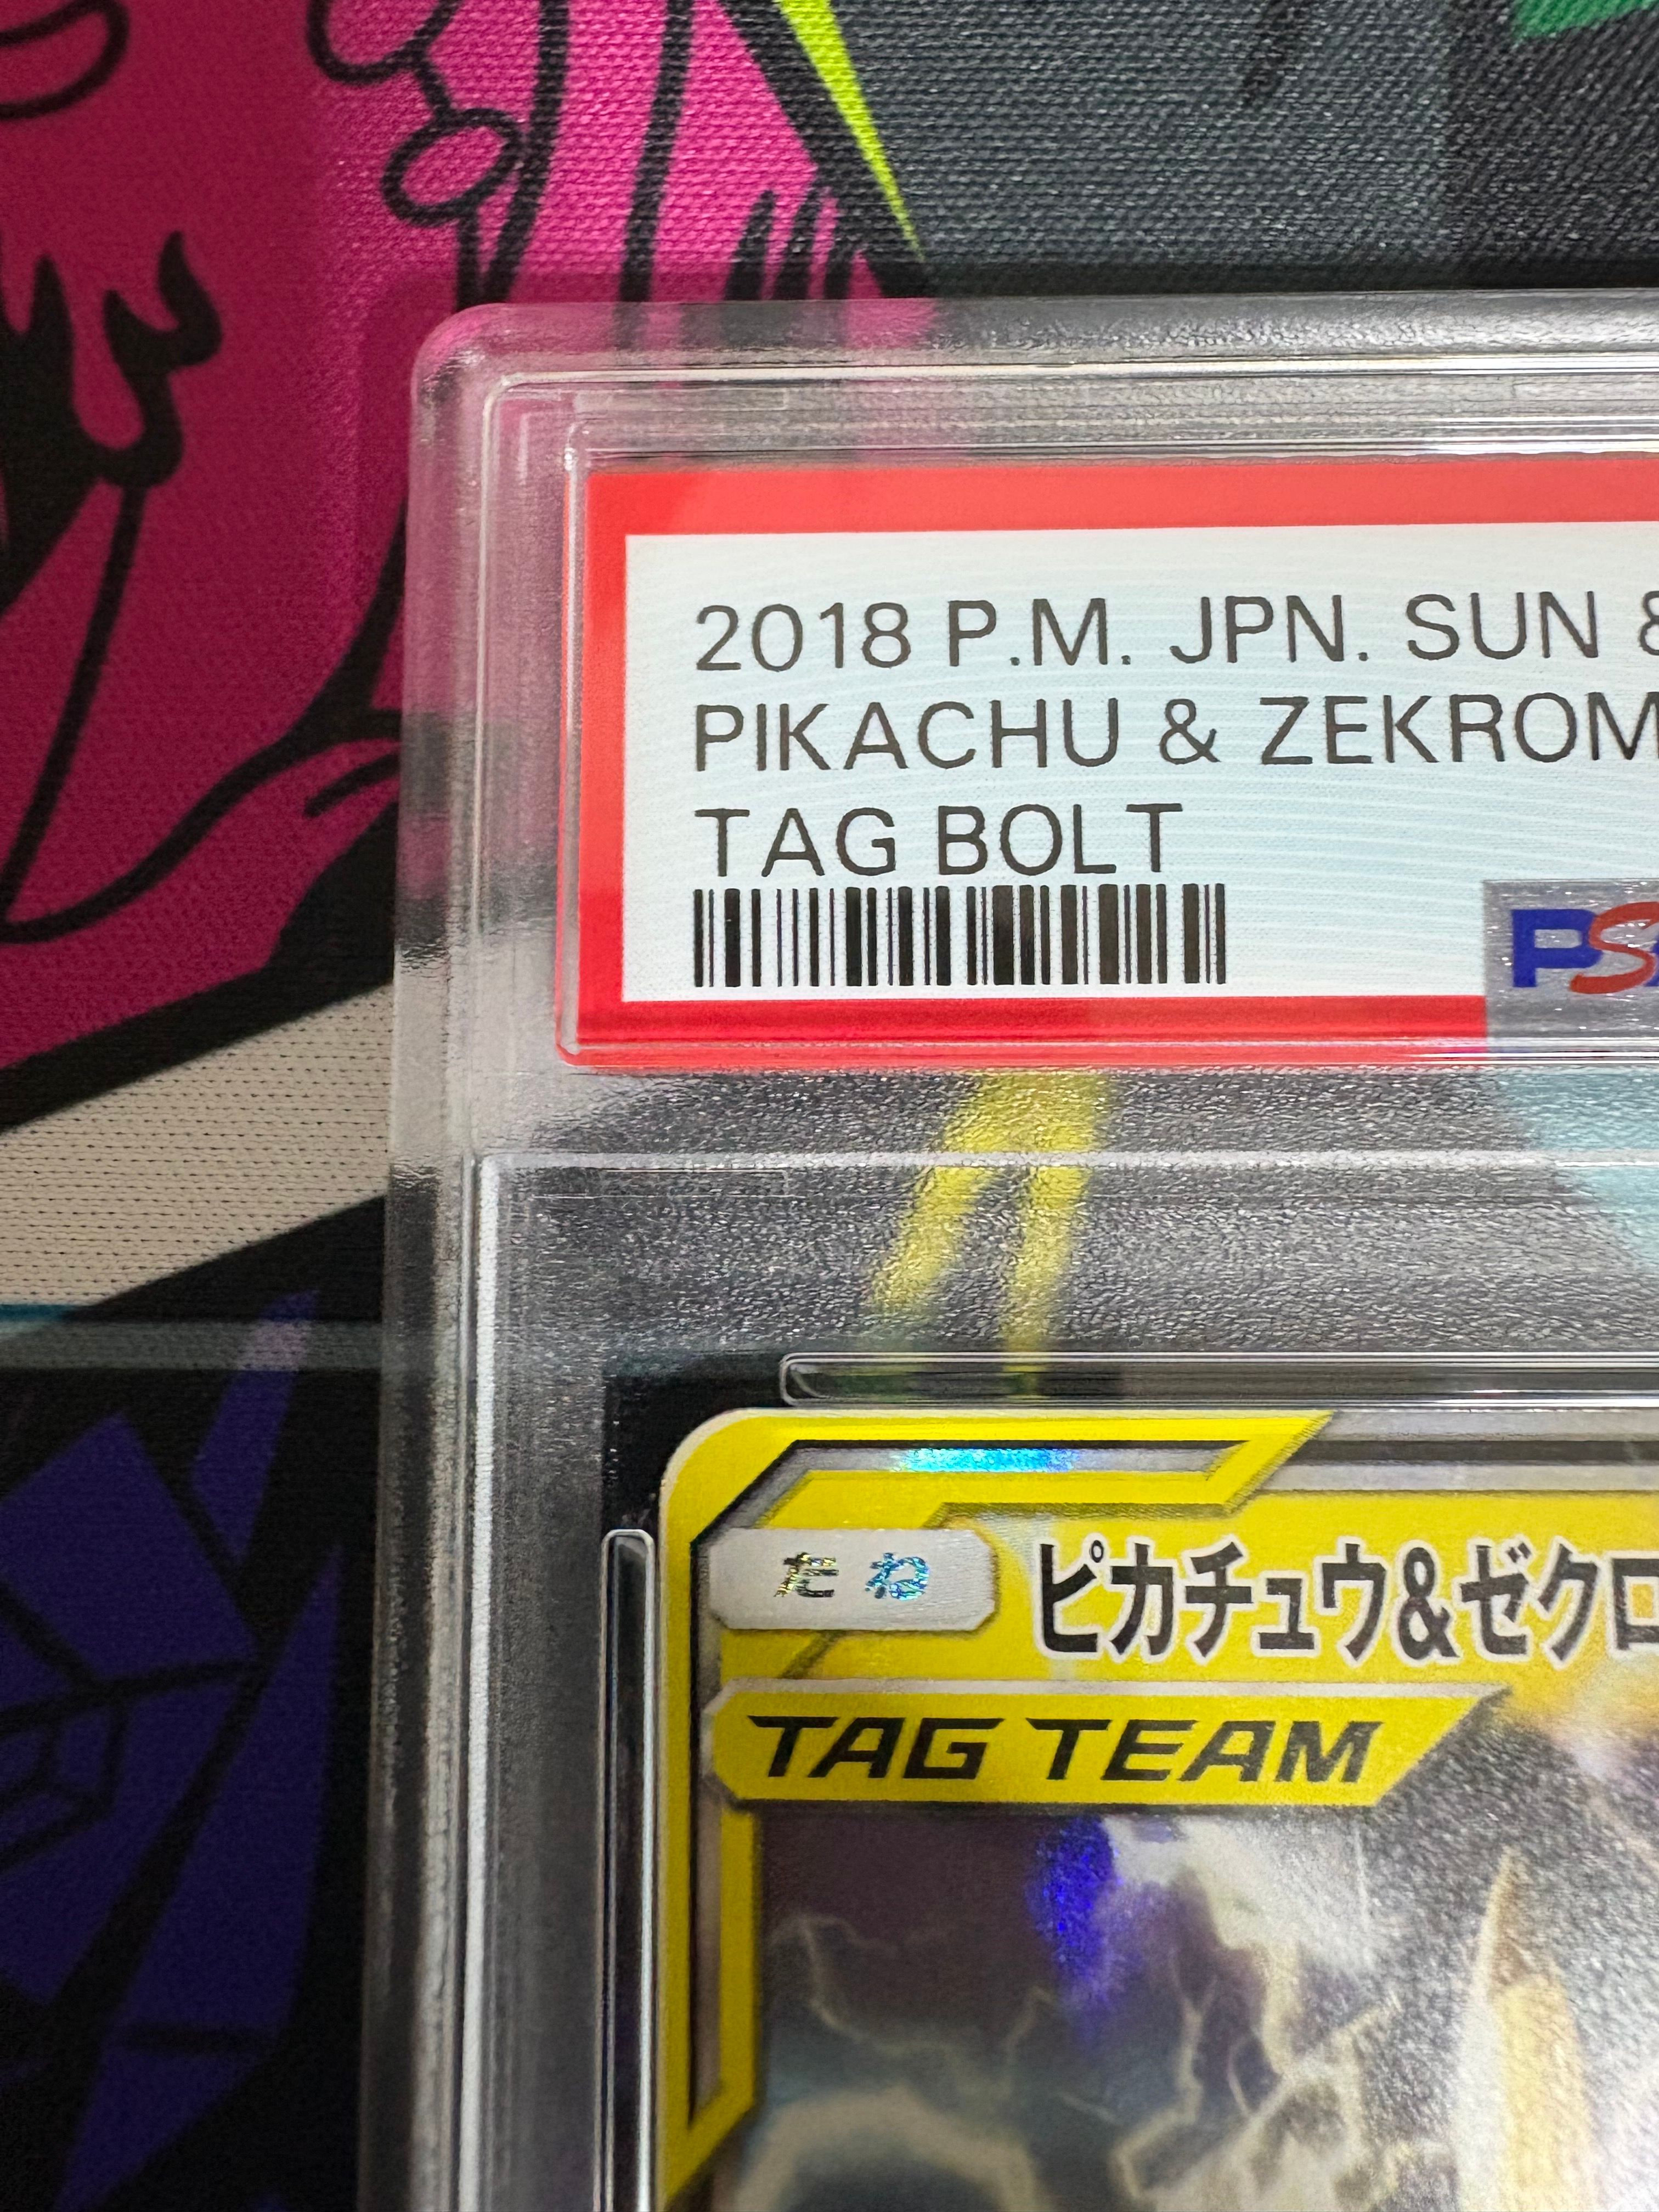 2018 P.M. JPN. SUN &
PIKACHU & ZEKROM
TAG BOLT
PSA
たね
ピカチュウ&ゼクロ
TAG TEAM